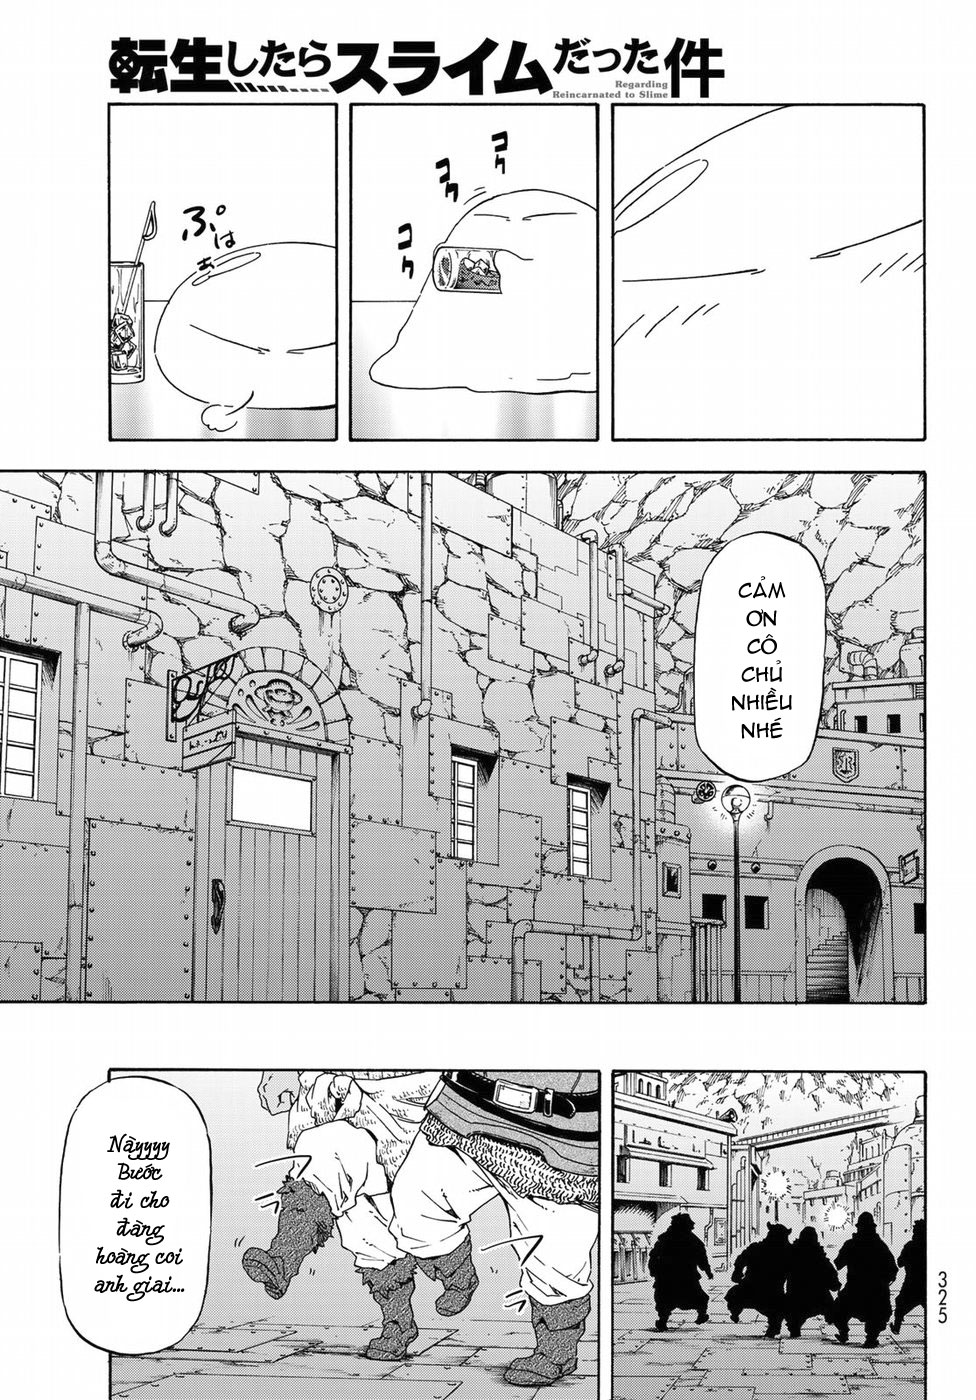 転生したらスライムだった件
Regarding
Reincarnated to Slime
コク
コク
コク
ぷ
はぁ
CẢM
ƠN
CÔ
CHỦ
NHIỀU
NHÉ
Nàyyyy
Bước
đi cho
đàng
hoàng coi
anh giai...
325